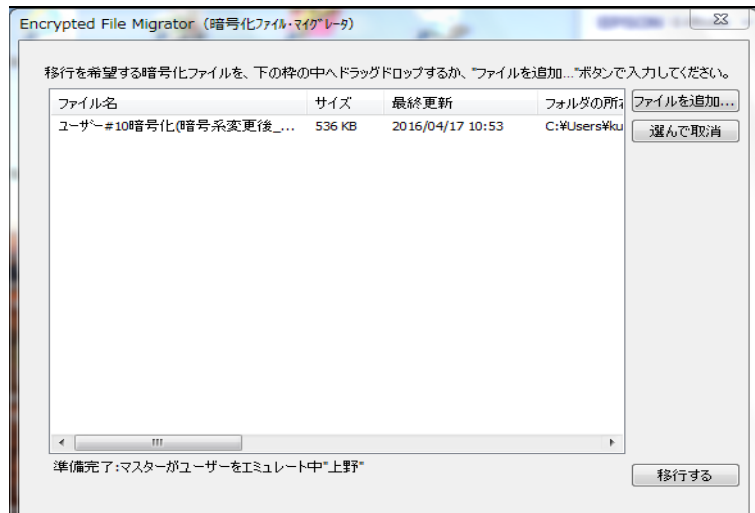 Encrypted File Migrator (暗号化ファイル・マイグレータ)
移行を希望する暗号化ファイルを、下の枠の中へドラッグドロップするか、"ファイルを追加..."ボタンで入力してください。
ファイル名 サイズ 最終更新 フォルダの所 ファイルを追加...
ユーザー#10暗号化(暗号系変更後_... 536 KB 2016/04/17 10:53 C:¥Users¥ku 選んで取消
準備完了:マスターがユーザーをエミュレート中"上野"
移行する